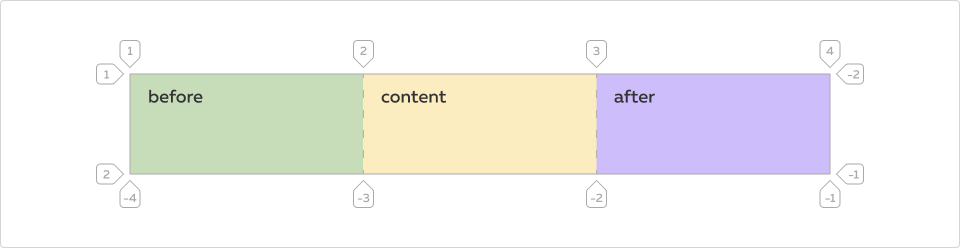 1 2 3 4
1 -2
before content after
2 -1
-4 -3 -2 -1